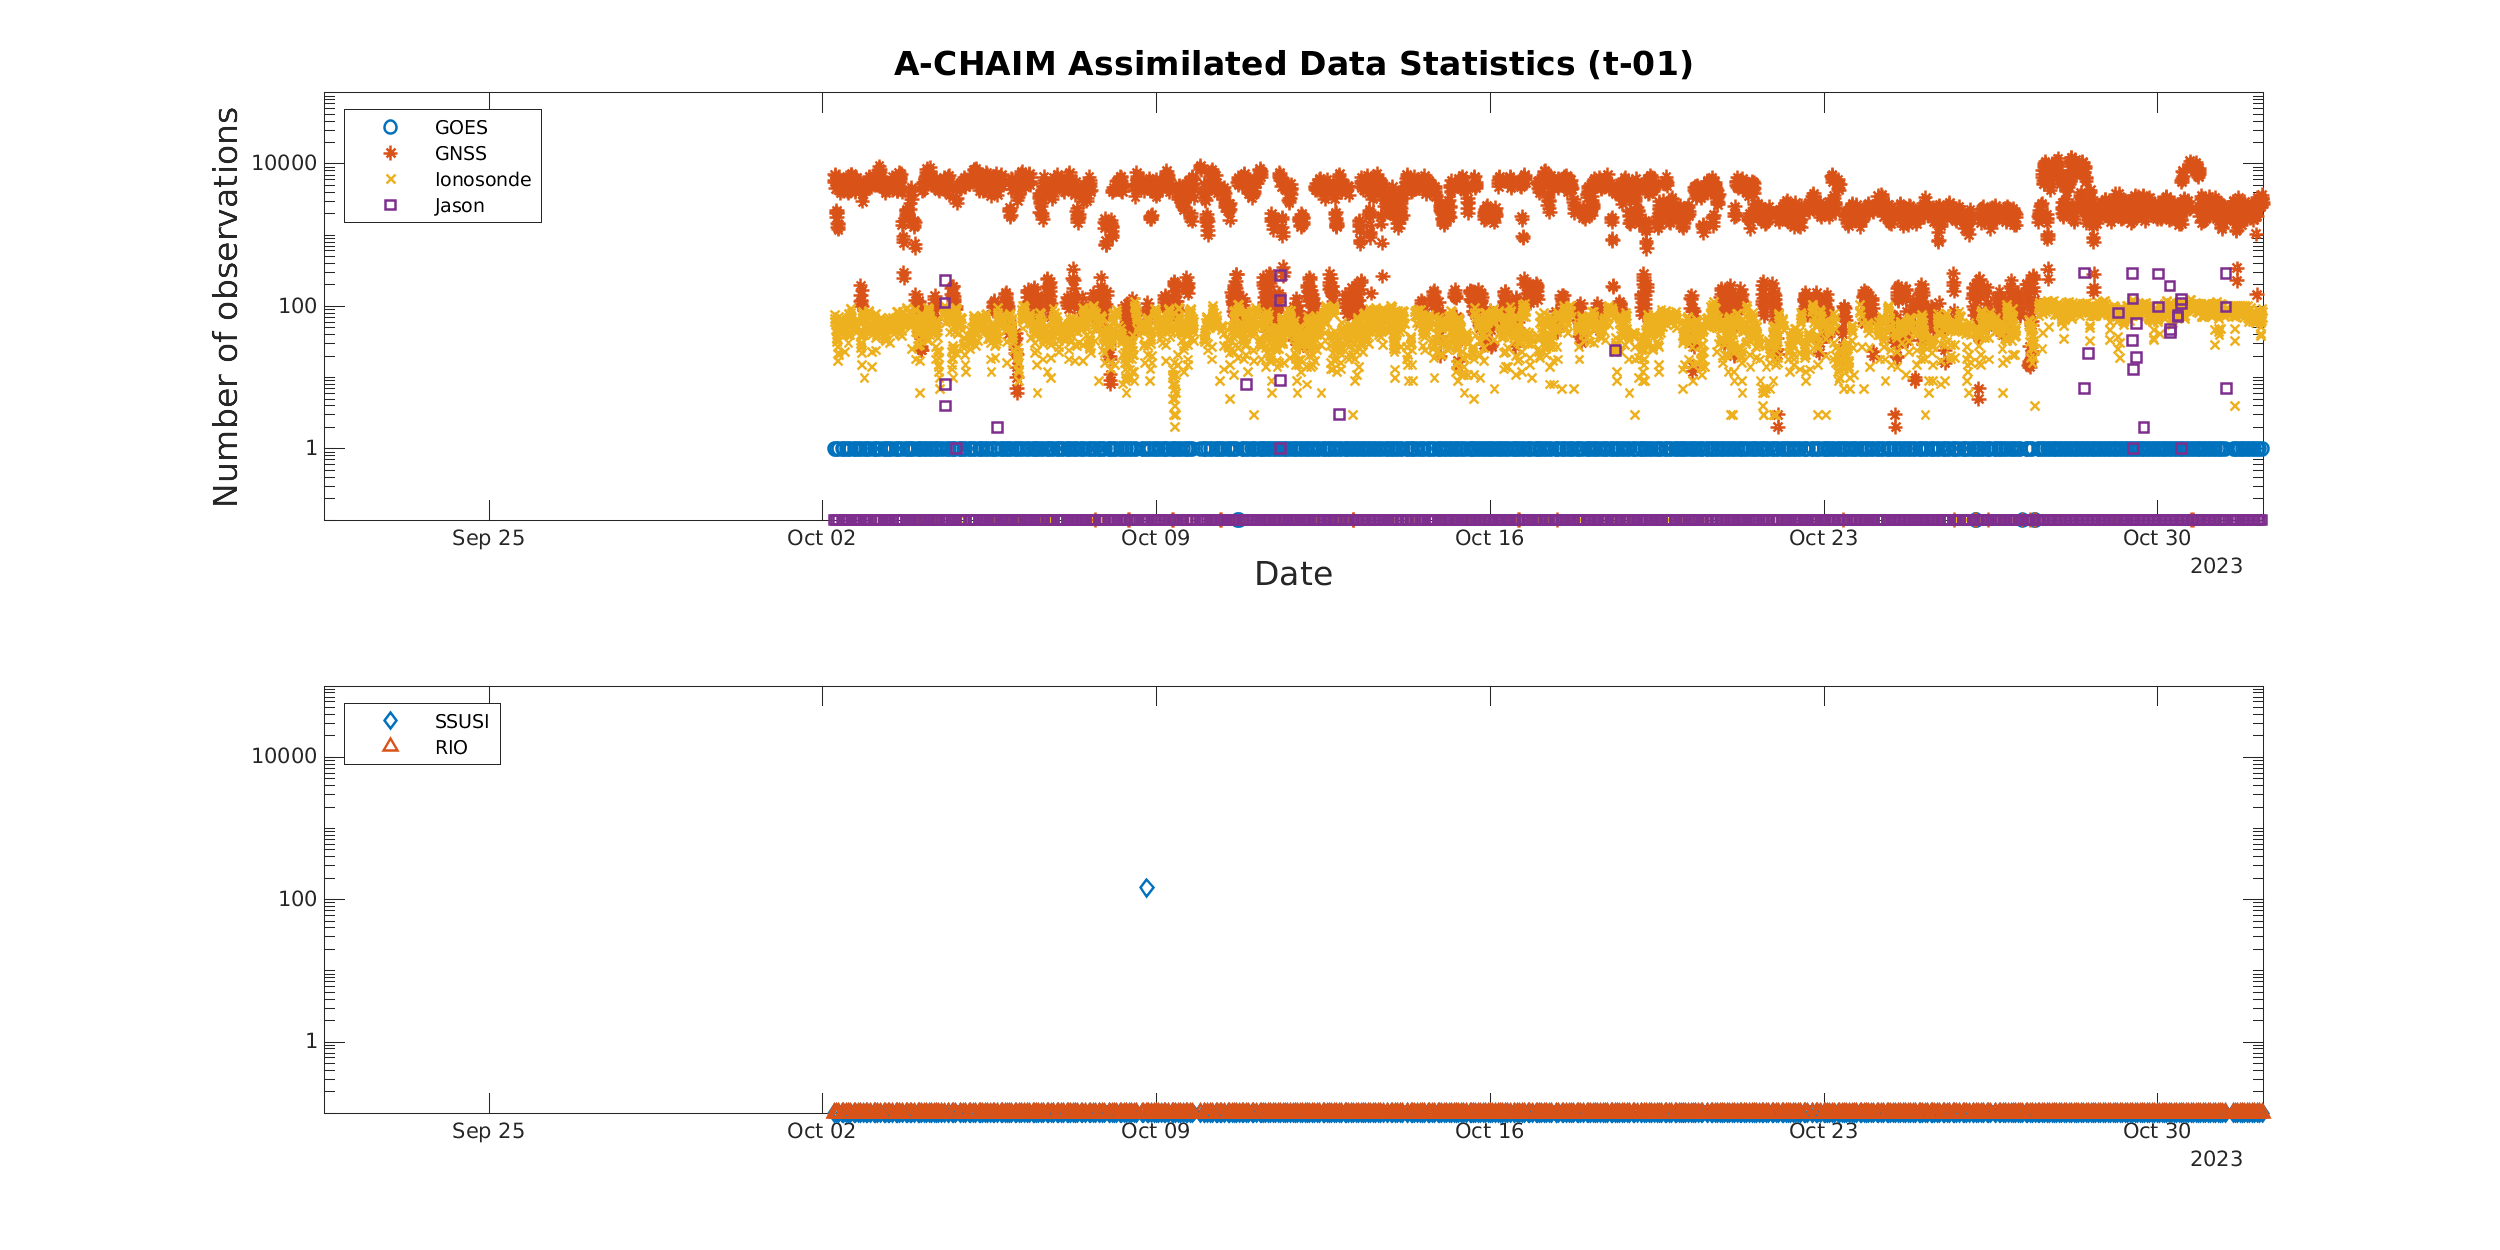 A-CHAIM Assimilated Data Statistics (t-01)
Number of observations
GOES
GNSS
Ionosonde
Jason
10000
100
1
Sep 25
Oct 02
Oct 09
Oct 16
Oct 23
Oct 30
2023
Date
SSUSI
RIO
10000
100
1
Sep 25
Oct 02
Oct 09
Oct 16
Oct 23
Oct 30
2023